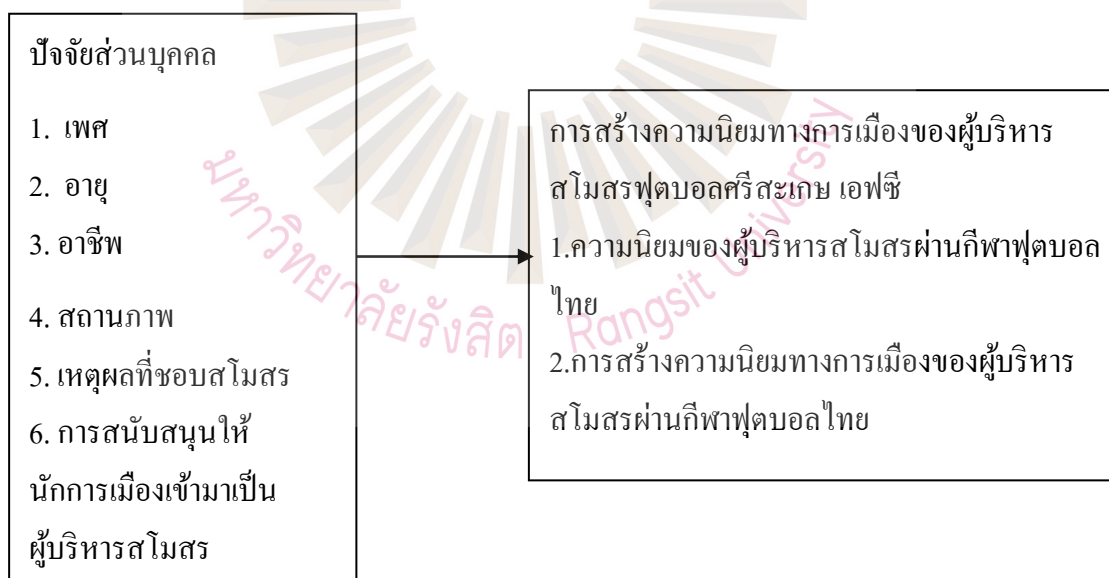 ปัจจัยส่วนบุคคล
1. เพศ
2. อายุ
3. อาชีพ
4. สถานภาพ
5. เหตุผลที่ชอบสโมสร
6. การสนับสนุนให้
นักการเมืองเข้ามาเป็น
ผู้บริหารสโมสร
การสร้างความนิยมทางการเมืองของผู้บริหาร
สโมสรฟุตบอลศรีสะเกษ เอฟซี
1.ความนิยมของผู้บริหารสโมสรผ่านกีฬาฟุตบอล
ไทย
2.การสร้างความนิยมทางการเมืองของผู้บริหาร
สโมสรผ่านกีฬาฟุตบอลไทย
มหาวิทยาลัยรังสิต Rangsit University